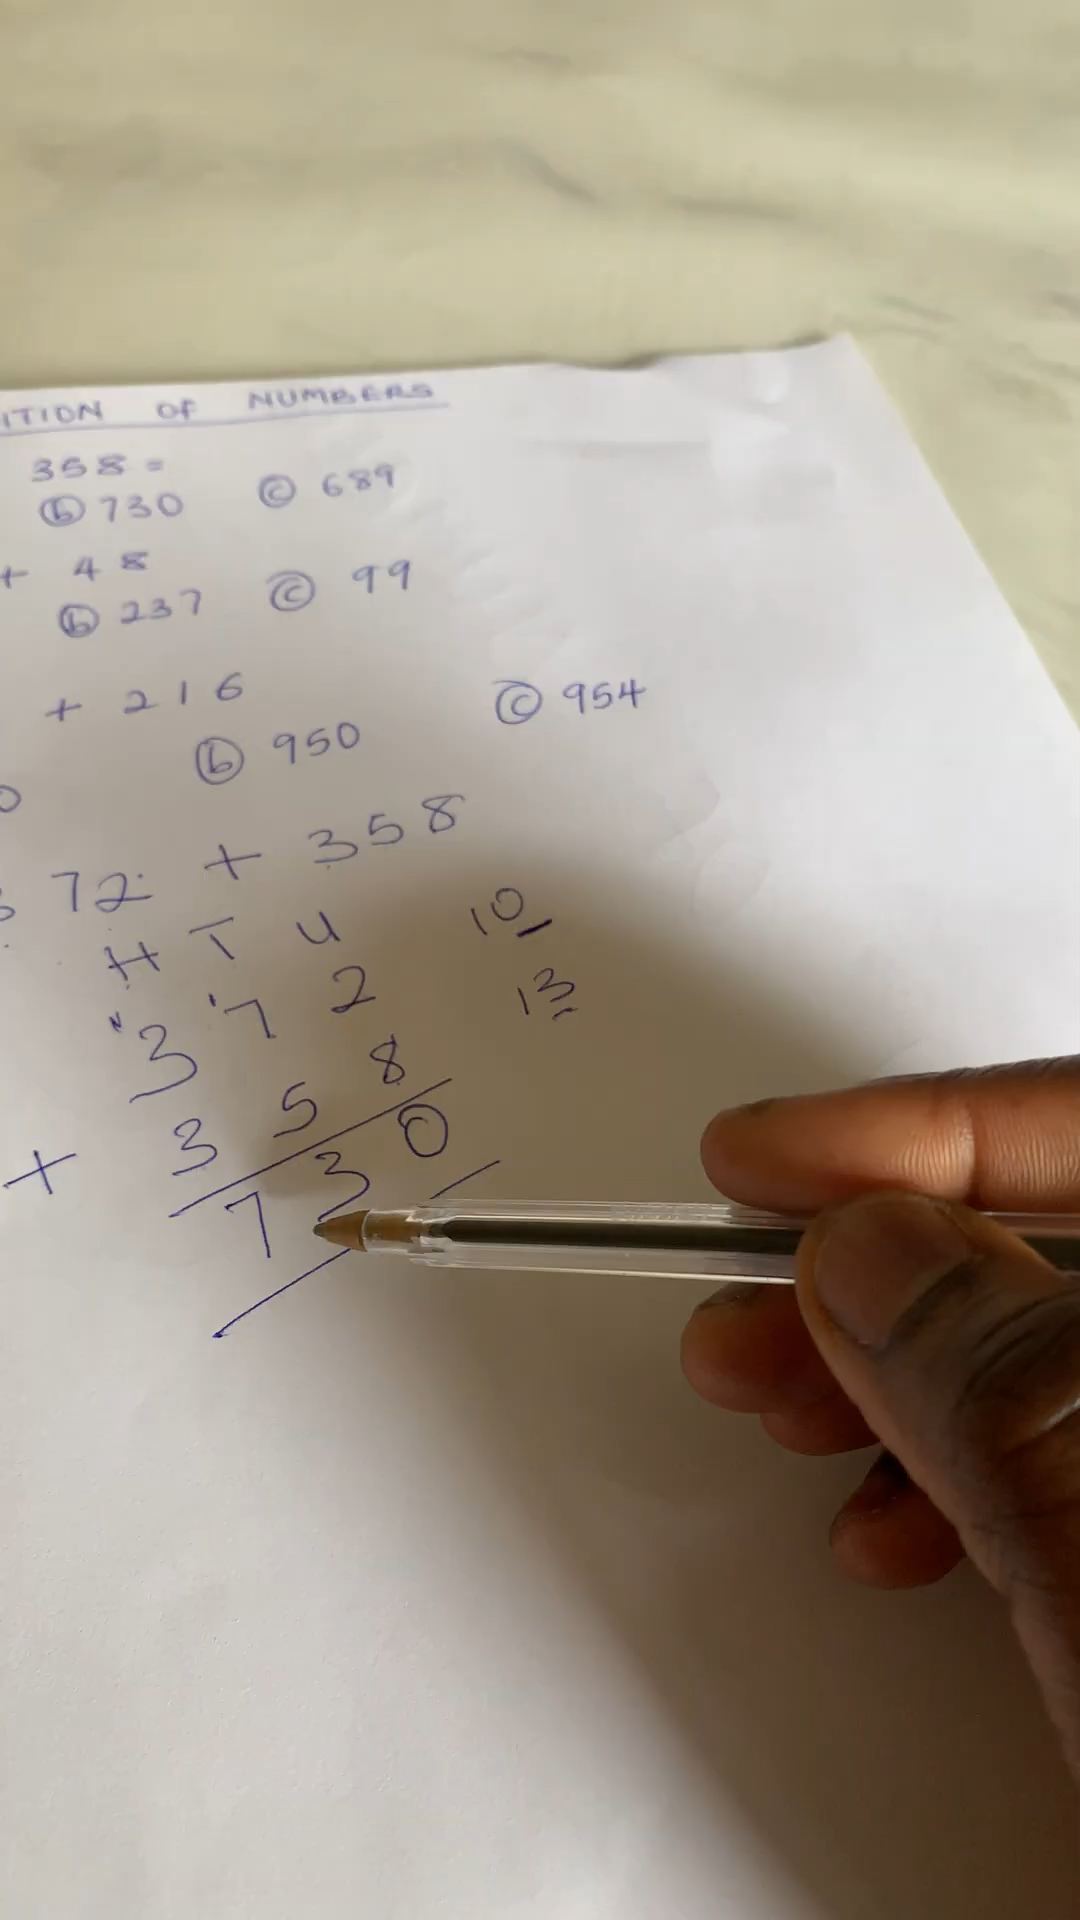 ITION OF NUMBERS
358 =
ⓑ 730 ⓒ 689
+ 48
ⓑ 237 ⓒ 99
+ 216
ⓑ 950 ⓒ 954
372 + 358
H T U 10
'3 '7 2 13
+ 3 5 8
7 3 0